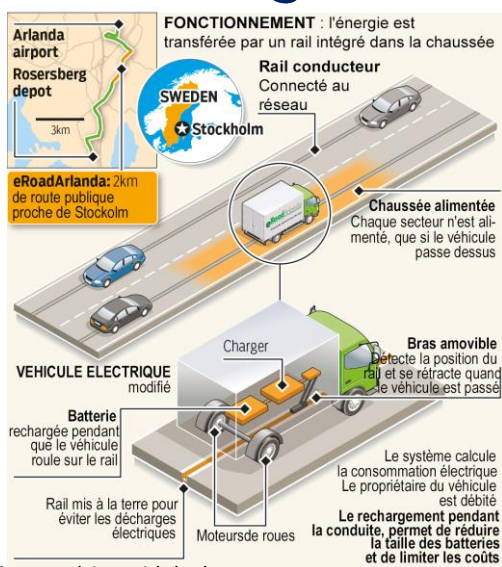 FONCTIONNEMENT : l'énergie est
transférée par un rail intégré dans la chaussée
Arlanda
airport
Rosersberg
depot
3km
SWEDEN
Stockholm
eRoadArlanda: 2km
de route publique
proche de Stockolm
Rail conducteur
Connecté au
réseau
eRoad
Chaussée alimentée
Chaque secteur n'est ali-
menté, que si le véhicule
passe dessus
VEHICULE ELECTRIQUE
modifié
Charger
Bras amovible
Détecte la position du
rail et se rétracte quand
le véhicule est passé
Batterie
rechargée pendant
que le véhicule
roule sur le rail
Rail mis à la terre pour
éviter les décharges
électriques
Moteursde roues
Le système calcule
la consommation électrique
Le propriétaire du véhicule
est débité
Le rechargement pendant
la conduite, permet de réduire
la taille des batteries
et de limiter les coûts